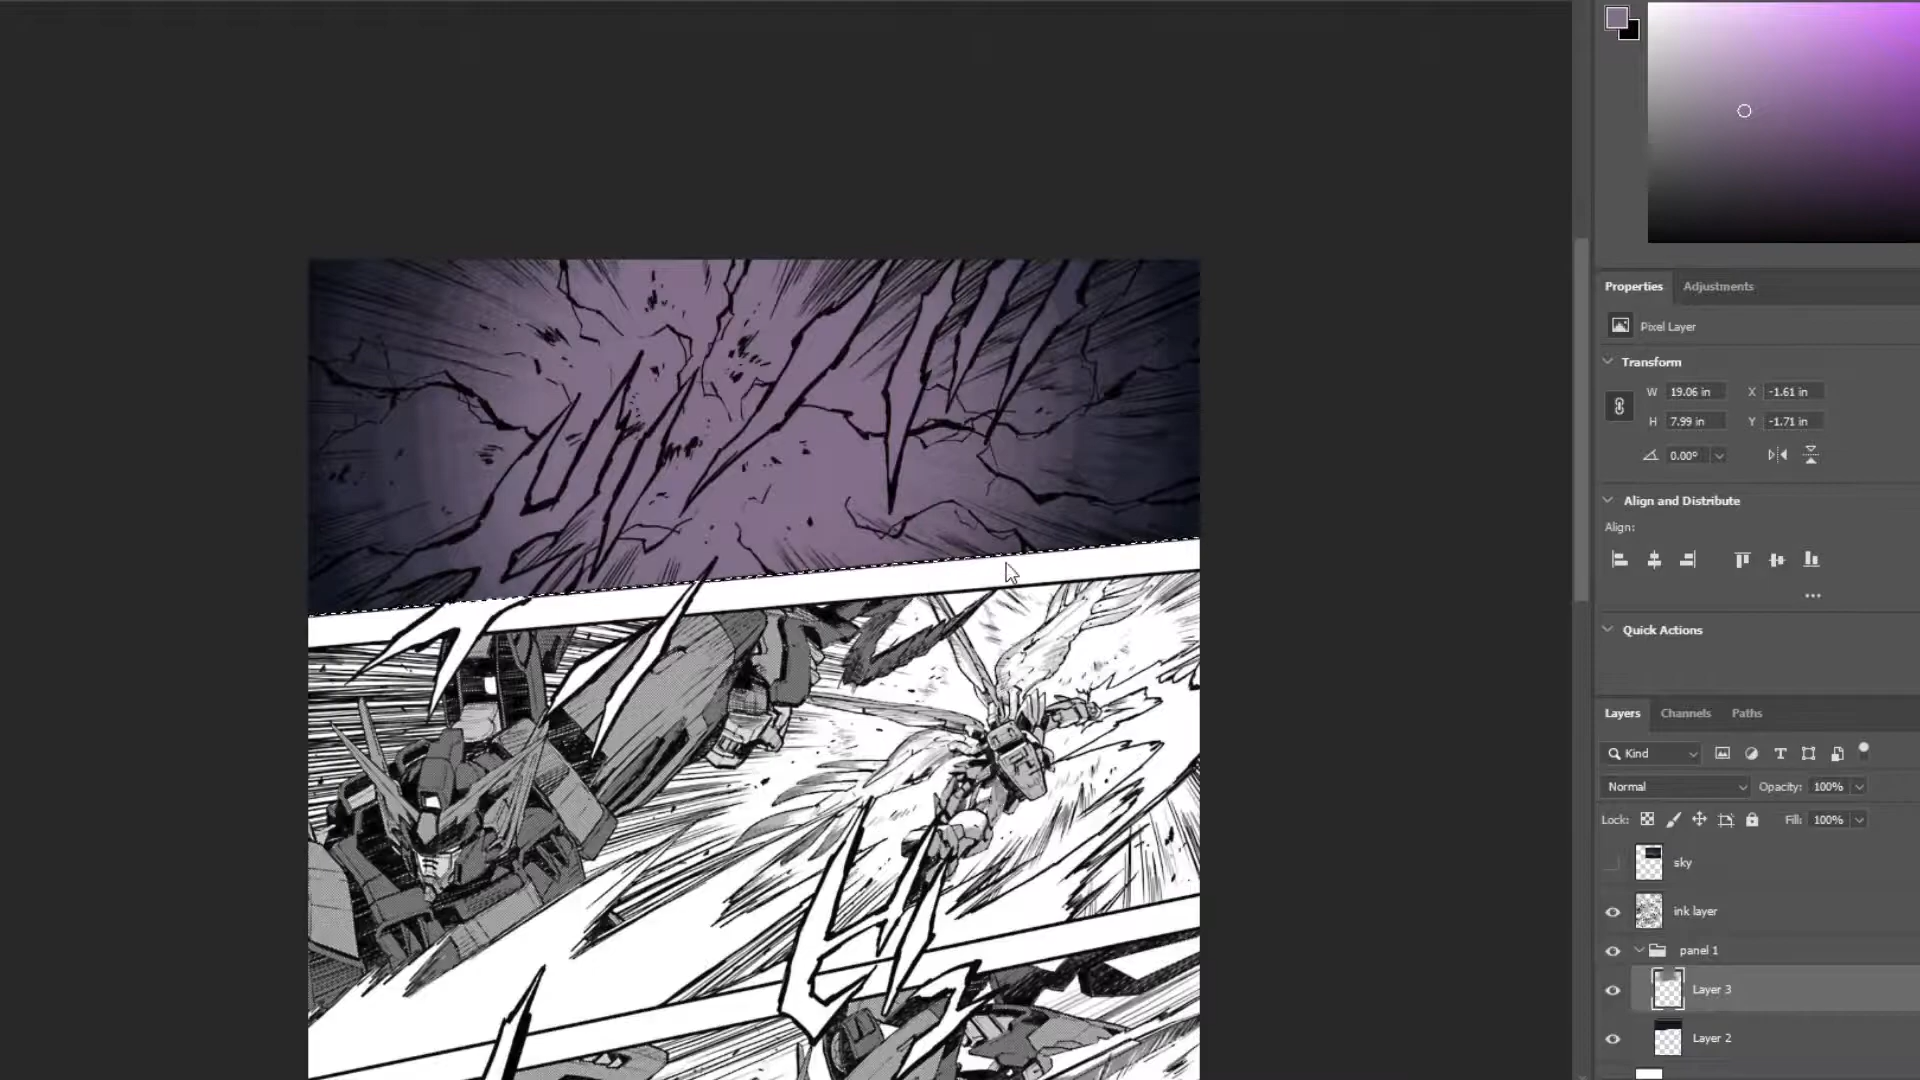 Properties Adjustments
Pixel Layer
Transform
W 19.06 in X -1.61 in
H 7.99 in Y -1.71 in
0.00°
Align and Distribute
Align:
Quick Actions
Layers Channels Paths
Kind
Normal Opacity: 100%
Lock: Fill: 100%
sky
ink layer
panel 1
Layer 3
Layer 2